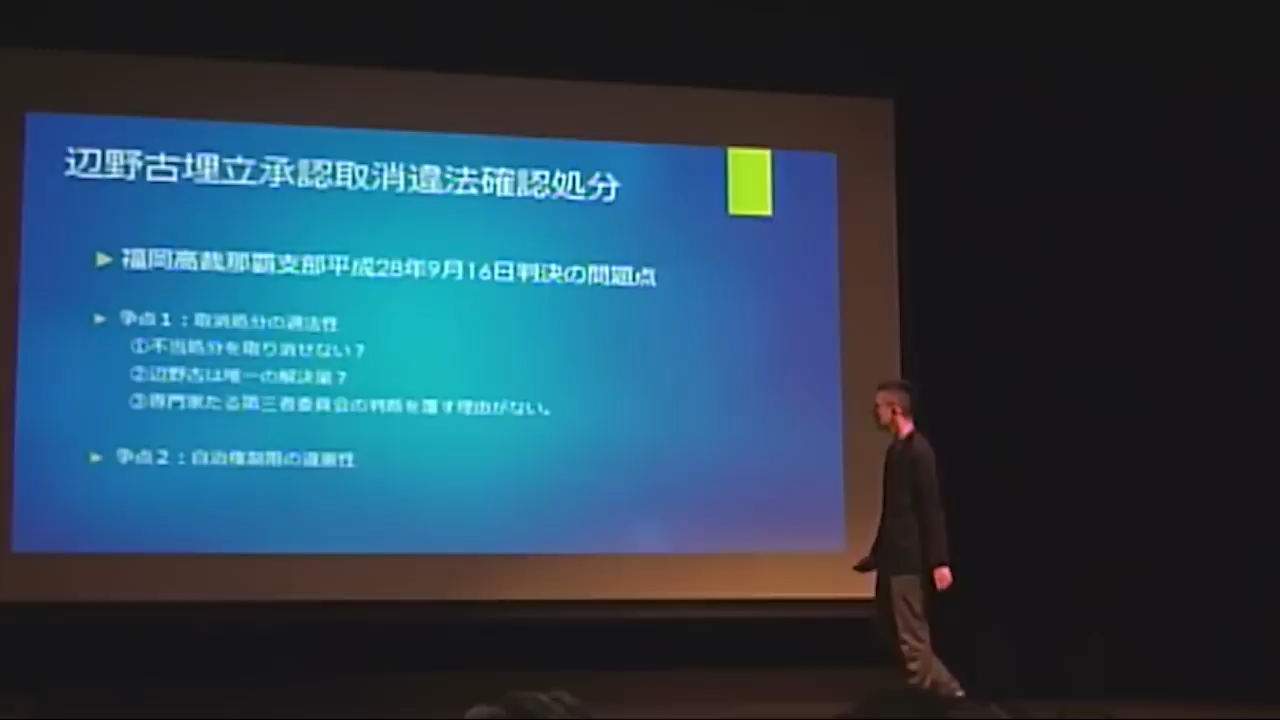 辺野古埋立承認取消違法確認処分
福岡高裁那覇支部平成28年9月16日判決の問題点
争点1：取消処分の適法性
①不当処分を取り消せない？
②辺野古は唯一の解決策？
③専門家たる第三者委員会の判断を覆す理由がない。
争点2：自治権制限の違憲性